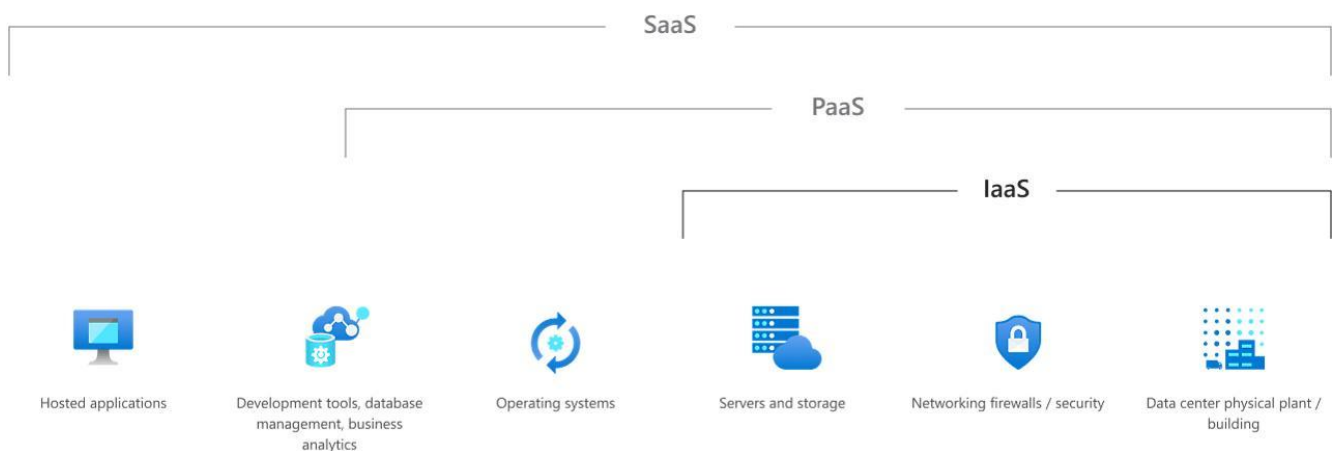 SaaS
PaaS
IaaS
Hosted applications
Development tools, database
management, business
analytics
Operating systems
Servers and storage
Networking firewalls / security
Data center physical plant /
building